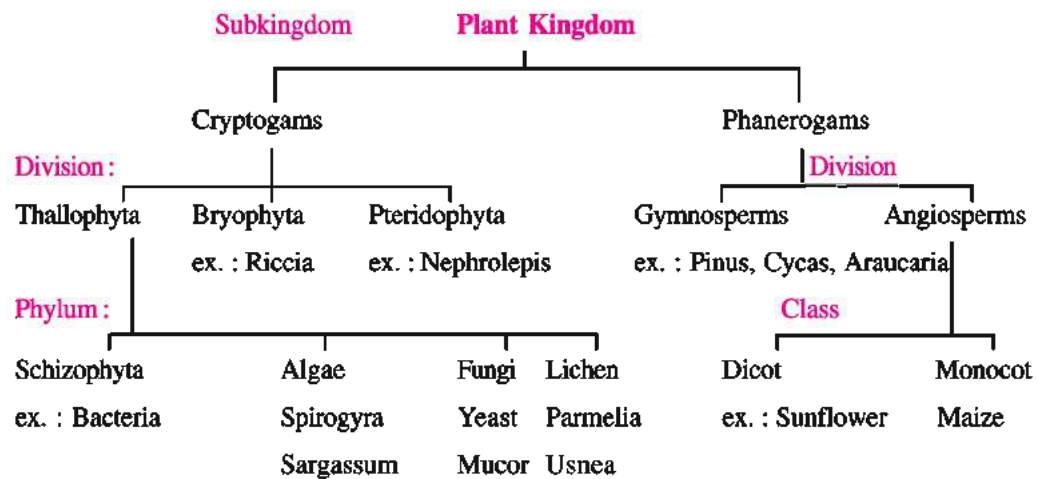 Subkingdom Plant Kingdom
Cryptogams Phanerogams
Division : Division
Thallophyta Bryophyta Pteridophyta Gymnosperms Angiosperms
ex. : Riccia ex. : Nephrolepis ex. : Pinus, Cycas, Araucaria
Phylum : Class
Schizophyta Algae Fungi Lichen Dicot Monocot
ex. : Bacteria Spirogyra Yeast Parmelia ex. : Sunflower Maize
Sargassum Mucor Usnea